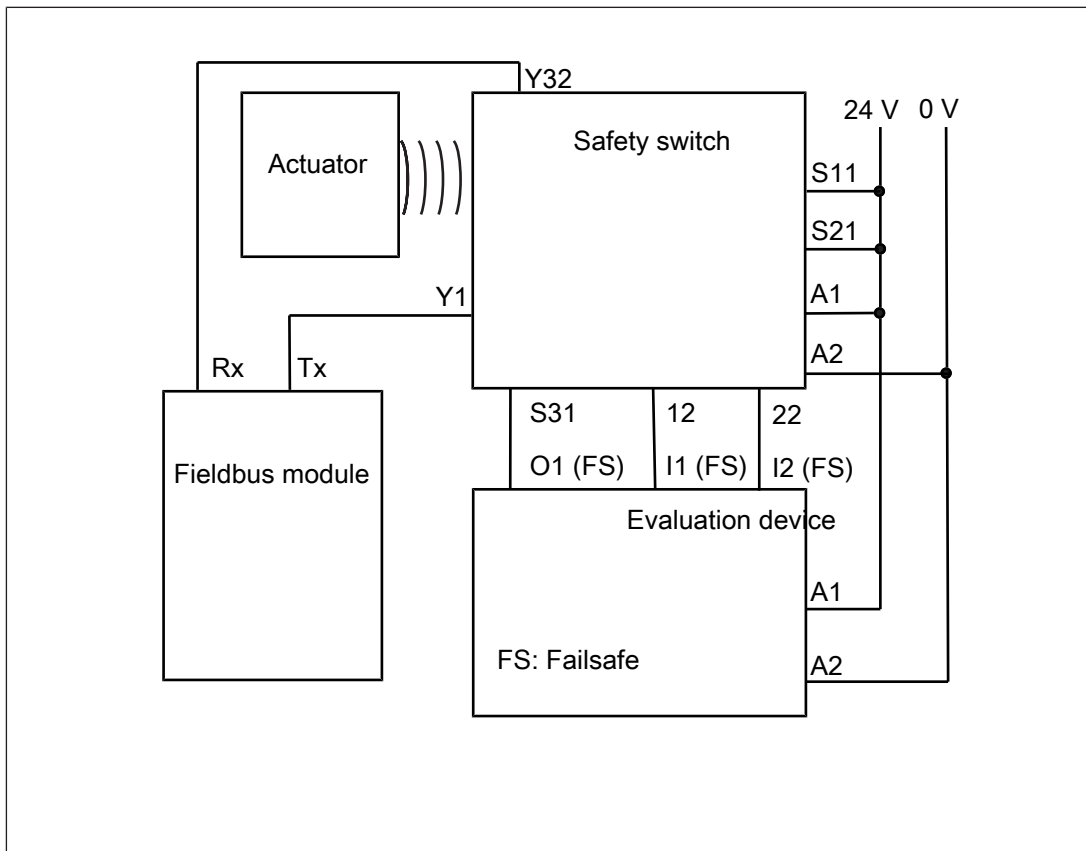 Y32
24 V 0 V
Safety switch
Actuator
S11
S21
Y1
A1
A2
Rx Tx
S31 12 22
O1 (FS) I1 (FS) I2 (FS)
Fieldbus module
Evaluation device
A1
FS: Failsafe
A2